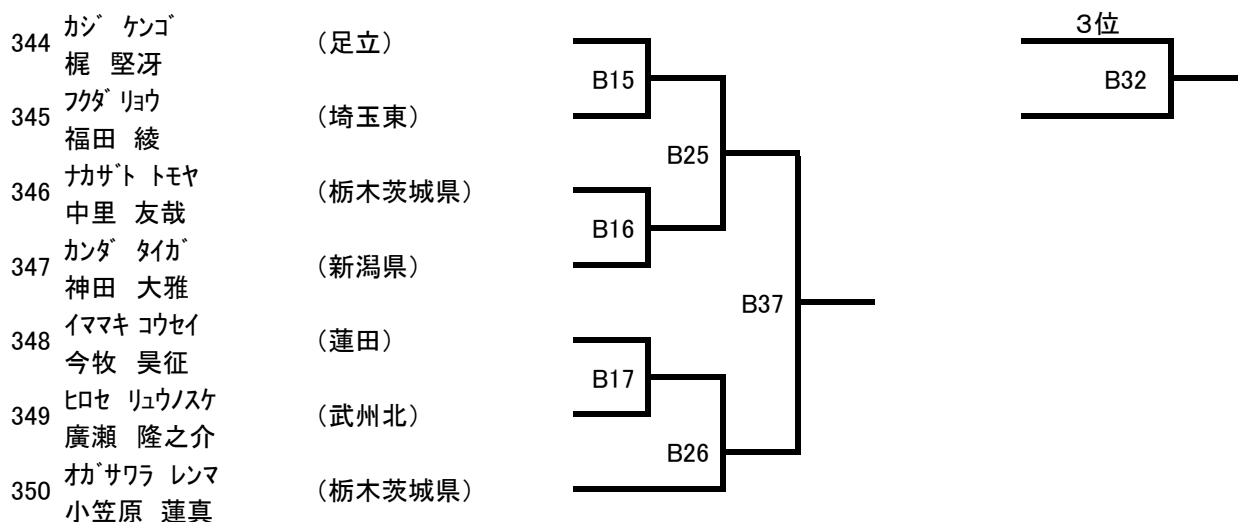 344 ｶｼﾞ ｹﾝｺﾞ
梶 堅冴 （足立）
345 ﾌｸﾀﾞ ﾘｮｳ
福田 綾 （埼玉東）
346 ﾅｶｻﾞﾄ ﾄﾓﾔ
中里 友哉 （栃木茨城県）
347 ｶﾝﾀﾞ ﾀｲｶﾞ
神田 大雅 （新潟県）
348 ｲﾏﾏｷ ｺｳｾｲ
今牧 昊征 （蓮田）
349 ﾋﾛｾ ﾘｭｳﾉｽｹ
廣瀬 隆之介 （武州北）
350 ｵｶﾞｻﾜﾗ ﾚﾝﾏ
小笠原 蓮真 （栃木茨城県）
B15
B25
B16
B37
B17
B26
３位
B32